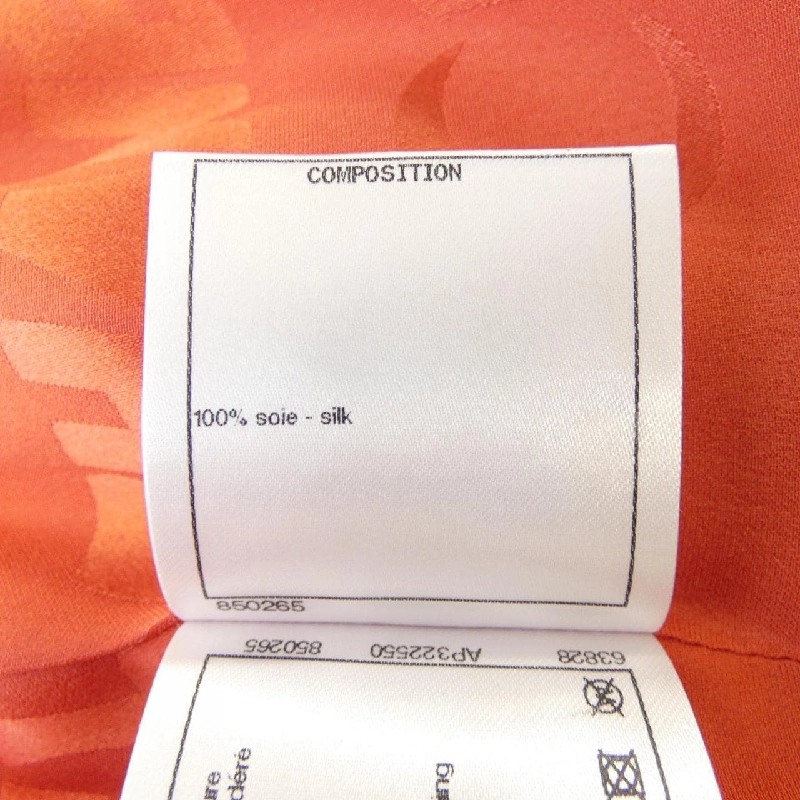 COMPOSITION
100% soie - silk
850265
850265 AP322550 63828